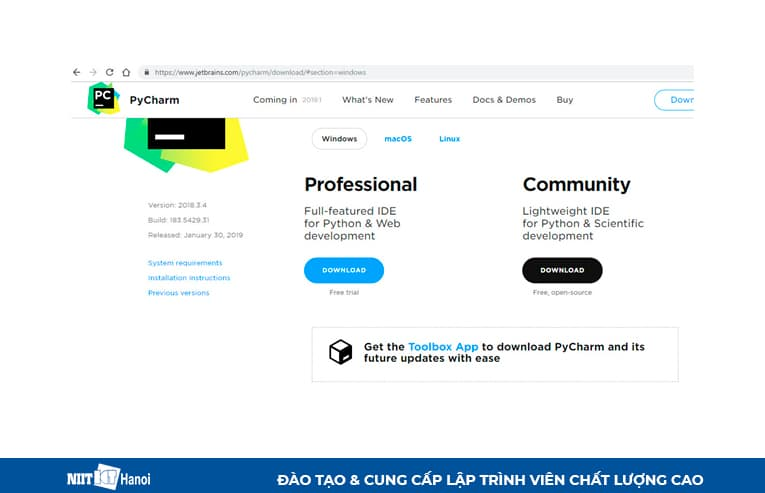 https://www.jetbrains.com/pycharm/download/#section=windows
PC
PyCharm
Coming in 2019.1
What's New
Features
Docs & Demos
Buy
Down
Windows
macOS
Linux
Version: 2018.3.4
Build: 183.5429.31
Released: January 30, 2019
System requirements
Installation instructions
Previous versions
Professional
Full-featured IDE
for Python & Web
development
DOWNLOAD
Free trial
Community
Lightweight IDE
for Python & Scientific
development
DOWNLOAD
Free, open-source
Get the Toolbox App to download PyCharm and its
future updates with ease
NIIT ICT Hanoi
ĐÀO TẠO & CUNG CẤP LẬP TRÌNH VIÊN CHẤT LƯỢNG CAO